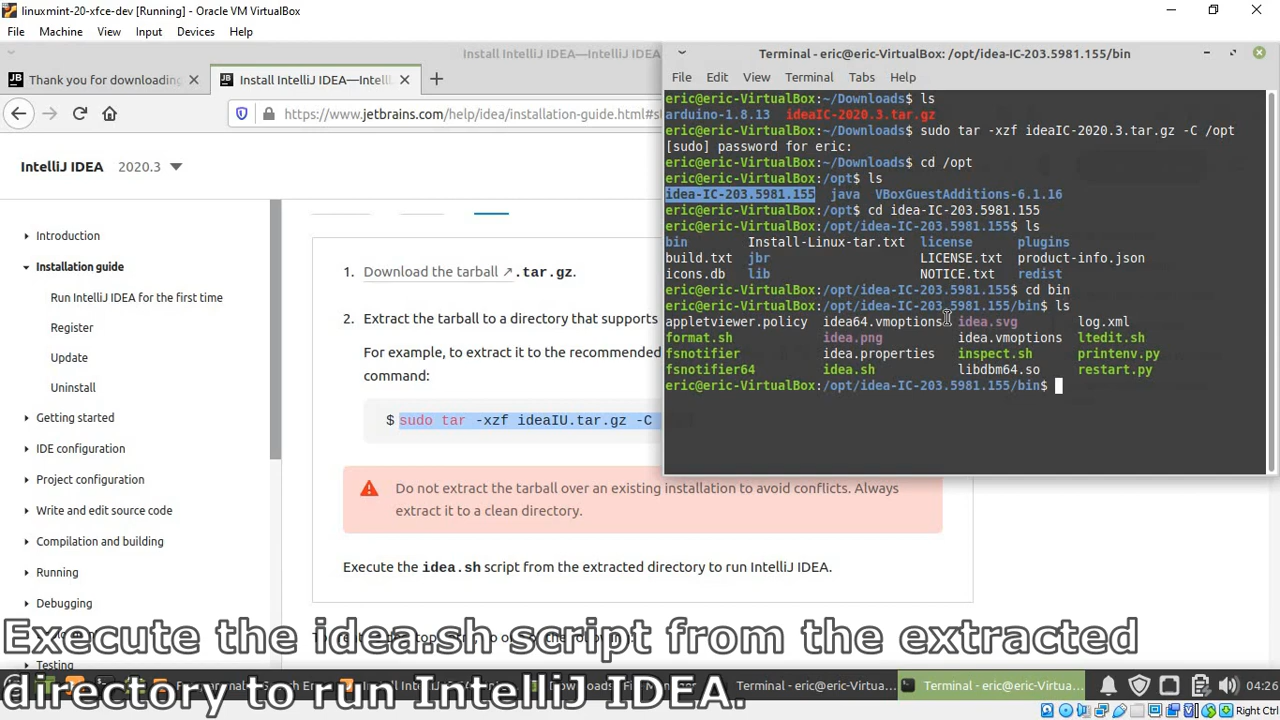 linuxmint-20-xfce-dev [Running] - Oracle VM VirtualBox
File Machine View Input Devices Help
Install IntelliJ IDEA—IntelliJ IDEA
Thank you for downloading
Install IntelliJ IDEA—Intelli
https://www.jetbrains.com/help/idea/installation-guide.html#s
IntelliJ IDEA 2020.3
Introduction
Installation guide
Run IntelliJ IDEA for the first time
Register
Update
Uninstall
Getting started
IDE configuration
Project configuration
Write and edit source code
Compilation and building
Running
Debugging
Testing
1. Download the tarball ↗ .tar.gz.
2. Extract the tarball to a directory that supports
For example, to extract it to the recommended
command:
$ sudo tar -xzf ideaIU.tar.gz -C
Do not extract the tarball over an existing installation to avoid conflicts. Always
extract it to a clean directory.
Execute the idea.sh script from the extracted directory to run IntelliJ IDEA.
Terminal - eric@eric-VirtualBox: /opt/idea-IC-203.5981.155/bin
File Edit View Terminal Tabs Help
eric@eric-VirtualBox:~/Downloads$ ls
arduino-1.8.13 ideaIC-2020.3.tar.gz
eric@eric-VirtualBox:~/Downloads$ sudo tar -xzf ideaIC-2020.3.tar.gz -C /opt
[sudo] password for eric:
eric@eric-VirtualBox:~/Downloads$ cd /opt
eric@eric-VirtualBox:/opt$ ls
idea-IC-203.5981.155 java VBoxGuestAdditions-6.1.16
eric@eric-VirtualBox:/opt$ cd idea-IC-203.5981.155
eric@eric-VirtualBox:/opt/idea-IC-203.5981.155$ ls
bin Install-Linux-tar.txt license plugins
build.txt jbr LICENSE.txt product-info.json
icons.db lib NOTICE.txt redist
eric@eric-VirtualBox:/opt/idea-IC-203.5981.155$ cd bin
eric@eric-VirtualBox:/opt/idea-IC-203.5981.155/bin$ ls
appletviewer.policy idea64.vmoptions idea.svg log.xml
format.sh idea.png idea.vmoptions ltedit.sh
fsnotifier idea.properties inspect.sh printenv.py
fsnotifier64 idea.sh libdbm64.so restart.py
eric@eric-VirtualBox:/opt/idea-IC-203.5981.155/bin$
Execute the idea.sh script from the extracted
directory to run IntelliJ IDEA.
Terminal - eric@eric-Virtua...
Terminal - eric@eric-Virtua...
04:26
Right Ctrl